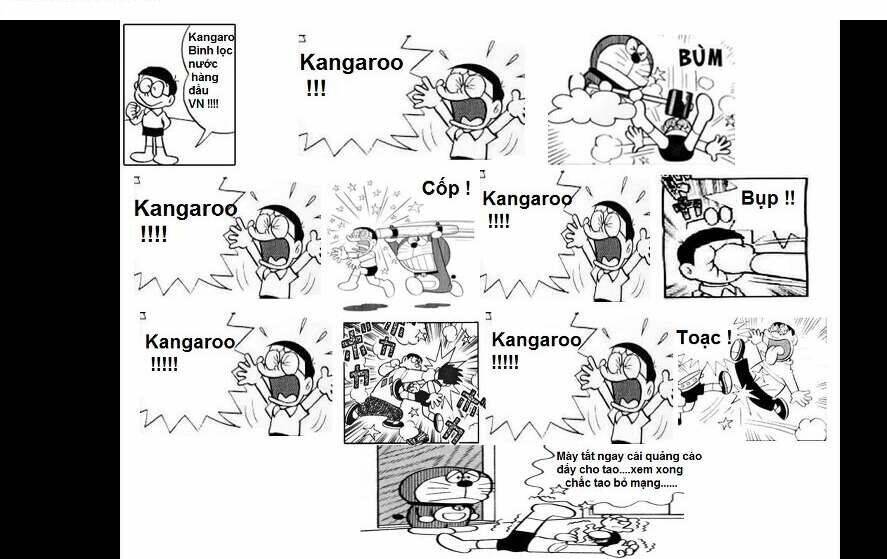 Kangaro
Bình lọc
nước
hàng
đầu
VN !!!!
Kangaroo
!!!
BÙM
Kangaroo
!!!!
Cốp !
Kangaroo
!!!!
Bụp !!
Kangaroo
!!!!!
Kangaroo
!!!!!
Toạc !
Mày tắt ngay cái quảng cáo
đấy cho tao....xem xong
chắc tao bỏ mạng......